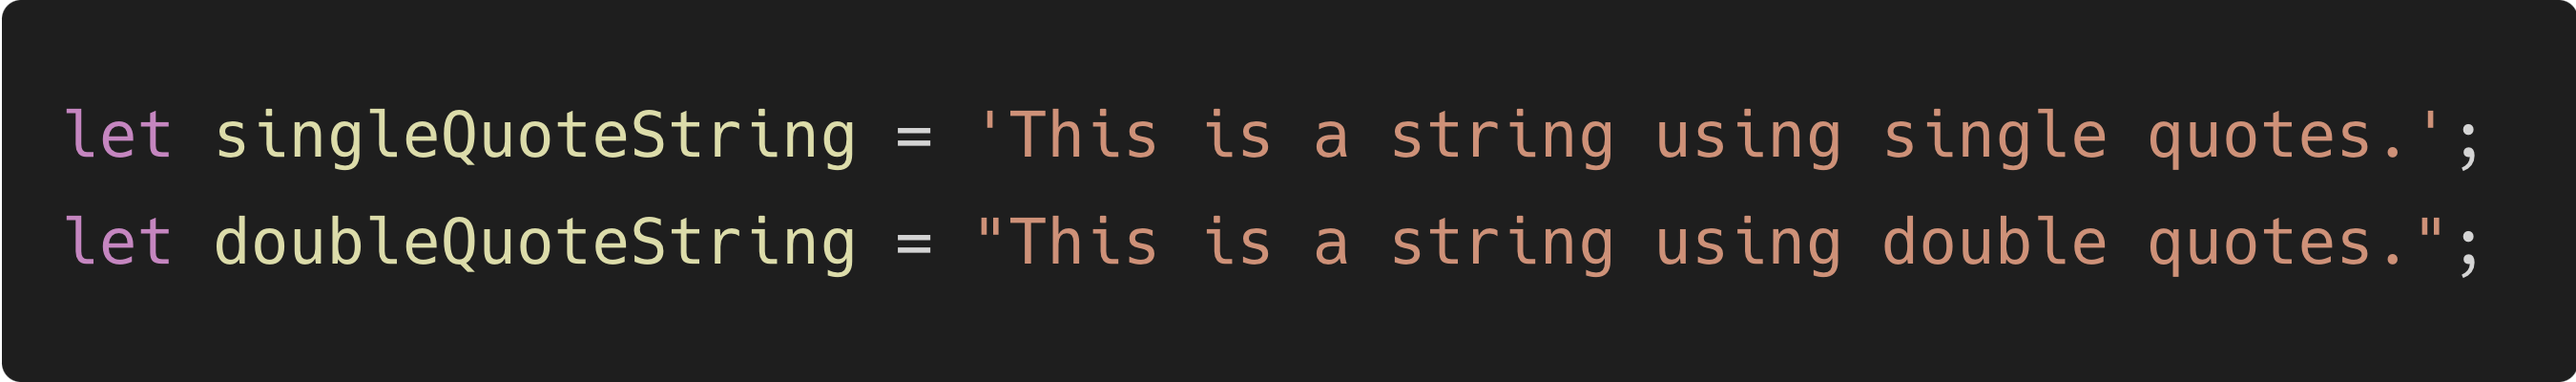 let singleQuoteString = 'This is a string using single quotes.';
let doubleQuoteString = "This is a string using double quotes.";